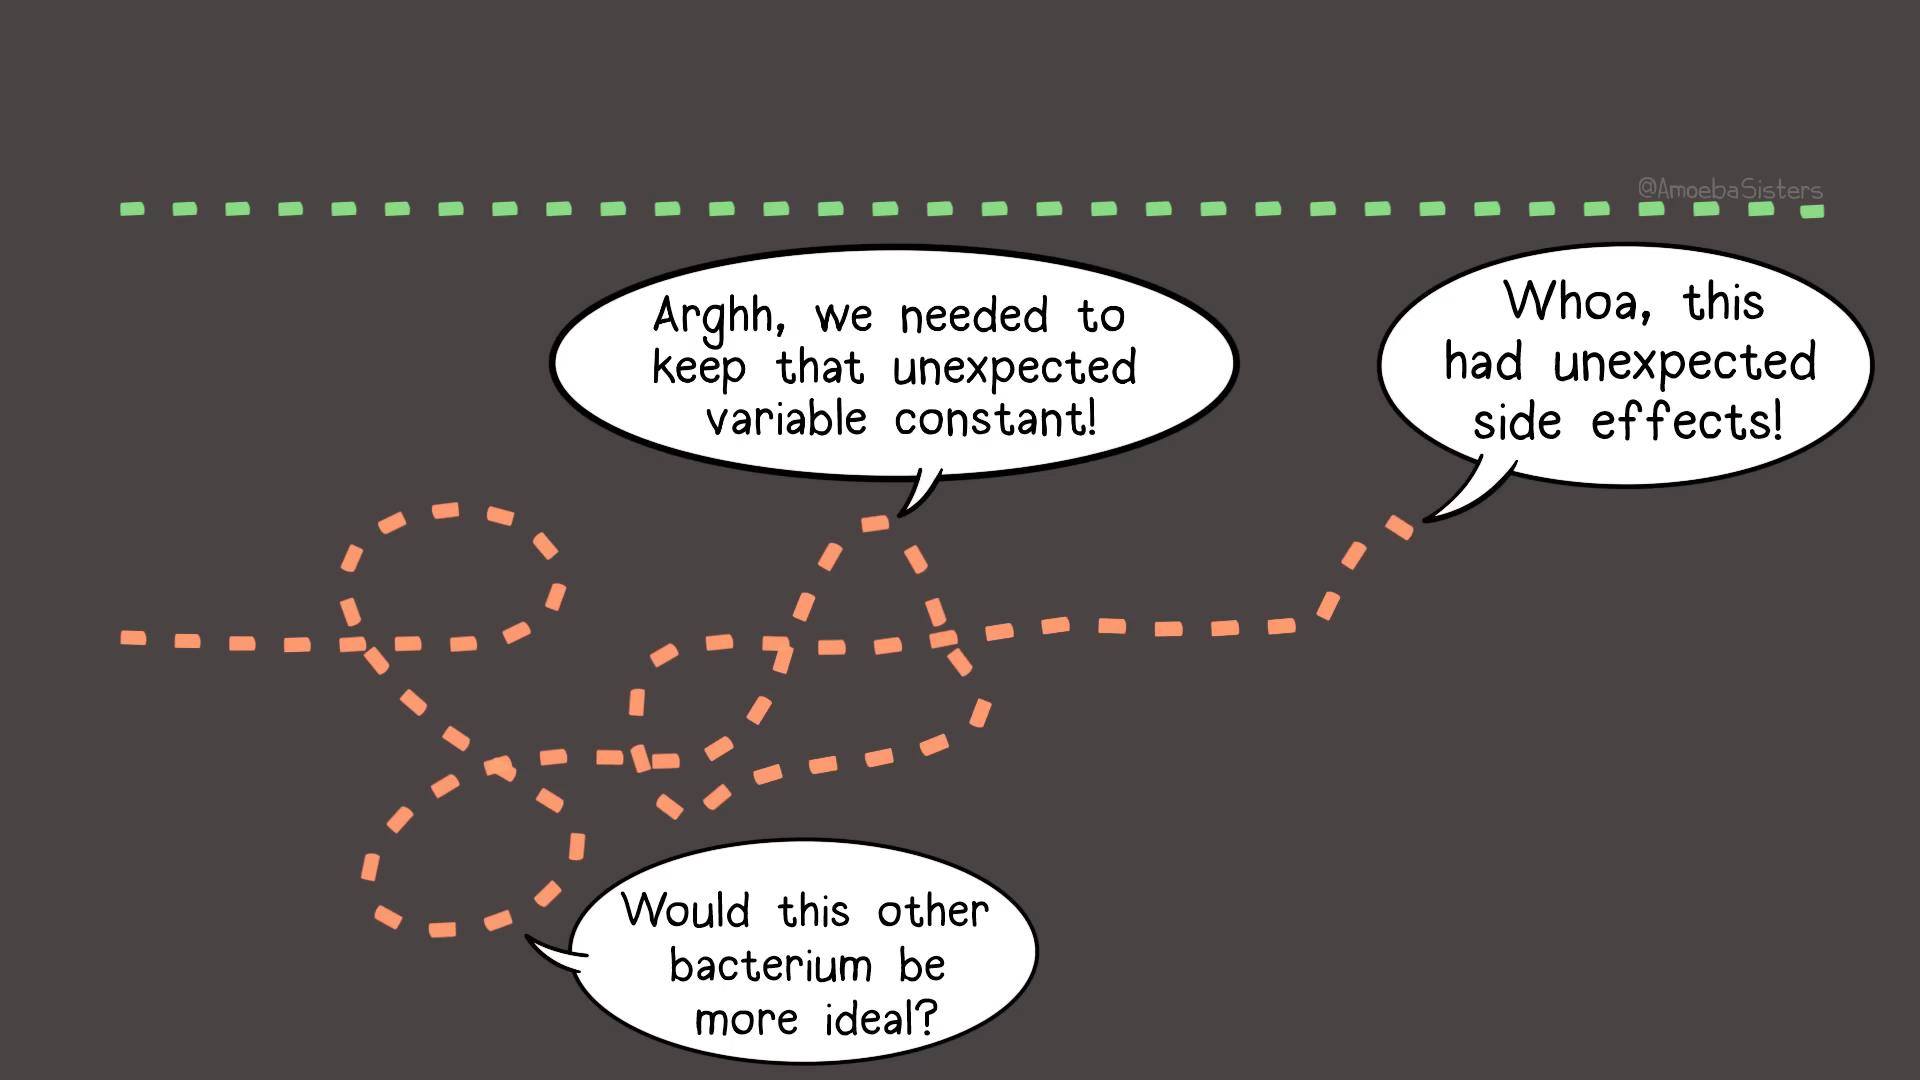 @AmoebaSisters
Arghh, we needed to
keep that unexpected
variable constant!
Whoa, this
had unexpected
side effects!
Would this other
bacterium be
more ideal?